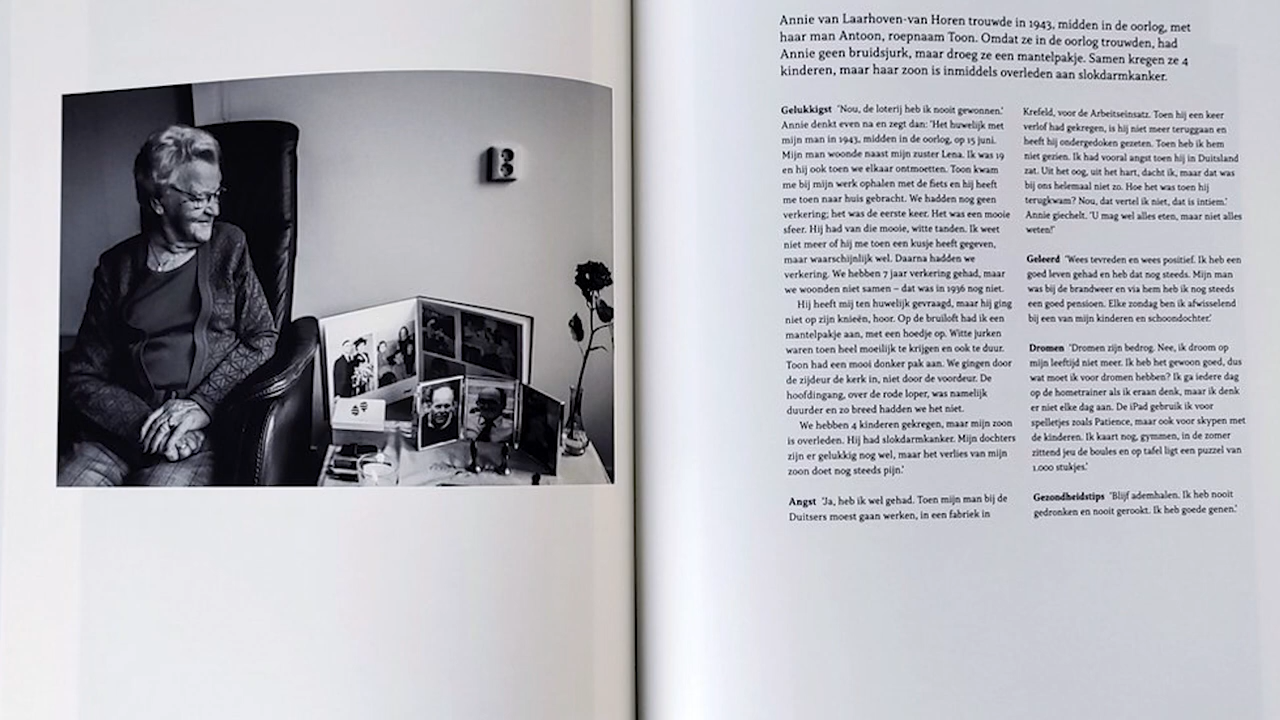 Annie van Laarhoven-van Horen trouwde in 1943, midden in de oorlog, met
haar man Antoon, roepnaam Toon. Omdat ze in de oorlog trouwden, had
Annie geen bruidsjurk, maar droeg ze een mantelpakje. Samen kregen ze 4
kinderen, maar haar zoon is inmiddels overleden aan slokdarmkanker.
Gelukkigst 'Nou, de loterij heb ik nooit gewonnen.'
Annie denkt even na en zegt dan: 'Het huwelijk met
mijn man in 1943, midden in de oorlog, op 15 juni.
Mijn man woonde naast mijn zuster Lena. Ik was 19
en hij ook toen we elkaar ontmoetten. Toon kwam
me bij mijn werk ophalen met de fiets en hij heeft
me toen naar huis gebracht. We hadden nog geen
verkering; het was de eerste keer. Het was een mooie
sfeer. Hij had van die mooie, witte tanden. Ik weet
niet meer of hij me toen een kusje heeft gegeven,
maar waarschijnlijk wel. Daarna hadden we
verkering. We hebben 7 jaar verkering gehad, maar
we woonden niet samen – dat was in 1936 nog niet.
Hij heeft mij ten huwelijk gevraagd, maar hij ging
niet op zijn knieën, hoor. Op de bruiloft had ik een
mantelpakje aan, met een hoedje op. Witte jurken
waren toen heel moeilijk te krijgen en ook te duur.
Toon had een mooi donker pak aan. We gingen door
de zijdeur de kerk in, niet door de voordeur. De
hoofdingang, over de rode loper, was namelijk
duurder en zo breed hadden we het niet.
We hebben 4 kinderen gekregen, maar mijn zoon
is overleden. Hij had slokdarmkanker. Mijn dochters
zijn er gelukkig nog wel, maar het verlies van mijn
zoon doet nog steeds pijn.'
Angst 'Ja, heb ik wel gehad. Toen mijn man bij de
Duitsers moest gaan werken, in een fabriek in
Krefeld, voor de Arbeitseinsatz. Toen hij een keer
verlof had gekregen, is hij niet meer teruggaan en
heeft hij ondergedoken gezeten. Toen heb ik hem
niet gezien. Ik had vooral angst toen hij in Duitsland
zat. Uit het oog, uit het hart, dacht ik, maar dat was
bij ons helemaal niet zo. Hoe het was toen hij
terugkwam? Nou, dat vertel ik niet, dat is intiem.'
Annie giechelt. 'U mag wel alles eten, maar niet alles
weten!'
Geleerd 'Wees tevreden en wees positief. Ik heb een
goed leven gehad en heb dat nog steeds. Mijn man
was bij de brandweer en via hem heb ik nog steeds
een goed pensioen. Elke zondag ben ik afwisselend
bij een van mijn kinderen en schoondochter.'
Dromen 'Dromen zijn bedrog. Nee, ik droom op
mijn leeftijd niet meer. Ik heb het gewoon goed, dus
wat moet ik voor dromen hebben? Ik ga iedere dag
op de hometrainer als ik eraan denk, maar ik denk
er niet elke dag aan. De iPad gebruik ik voor
spelletjes zoals Patience, maar ook voor skypen met
de kinderen. Ik kaart nog, gymmen, in de zomer
zittend jeu de boules en op tafel ligt een puzzel van
1.000 stukjes.'
Gezondheidstips 'Blijf ademhalen. Ik heb nooit
gedronken en nooit gerookt. Ik heb goede genen.'